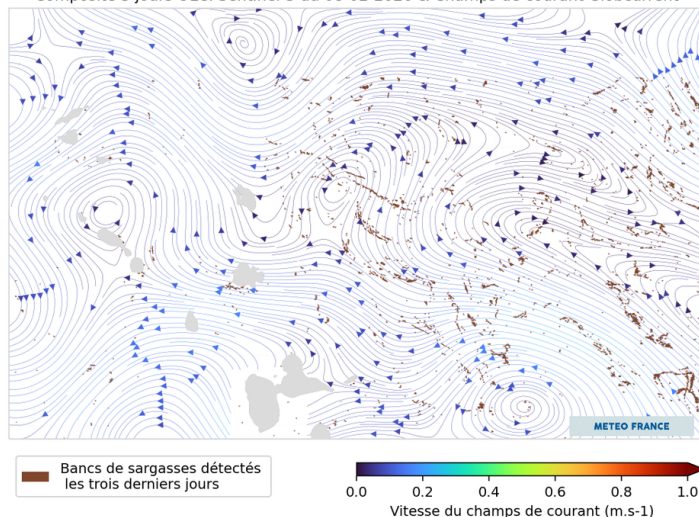 METEO FRANCE
Bancs de sargasses détectés
les trois derniers jours
0.0 0.2 0.4 0.6 0.8 1.0
Vitesse du champs de courant (m.s-1)